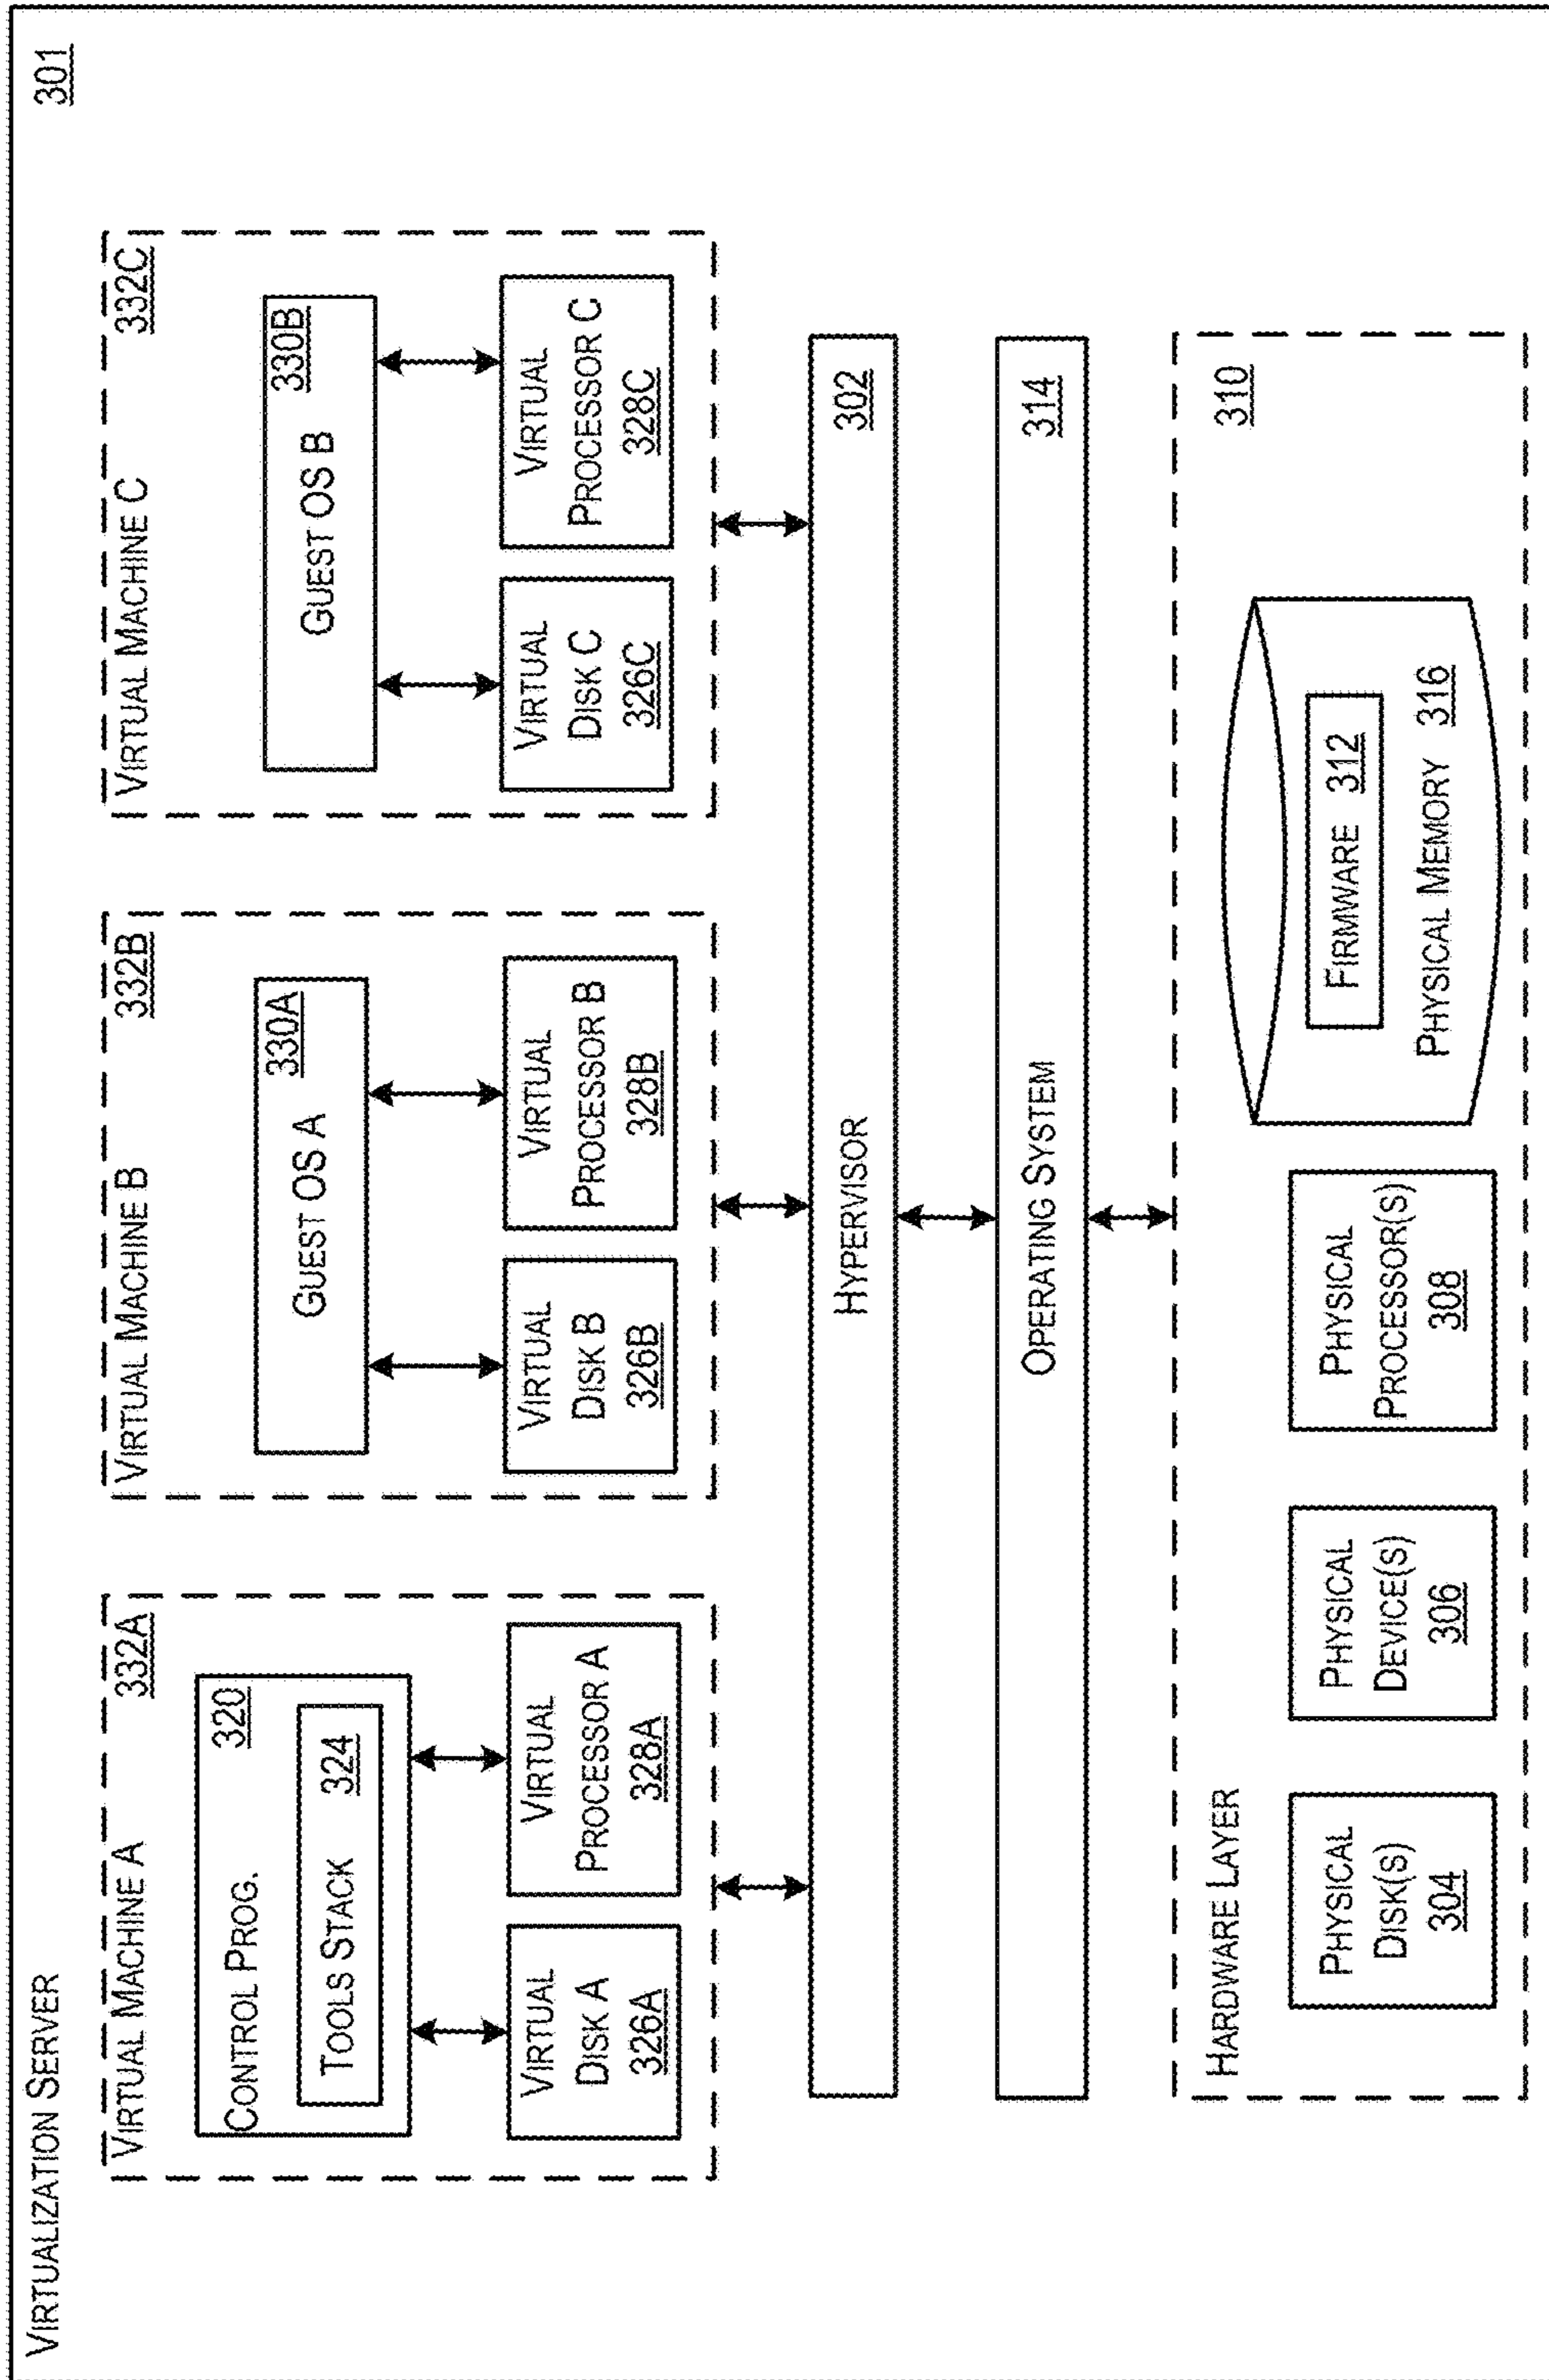 VIRTUALIZATION SERVER
301
VIRTUAL MACHINE A
332A
CONTROL PROG.
320
TOOLS STACK 324
VIRTUAL
DISK A
326A
VIRTUAL
PROCESSOR A
328A
VIRTUAL MACHINE B
332B
GUEST OS A
330A
VIRTUAL
DISK B
326B
VIRTUAL
PROCESSOR B
328B
VIRTUAL MACHINE C
332C
GUEST OS B
330B
VIRTUAL
DISK C
326C
VIRTUAL
PROCESSOR C
328C
HYPERVISOR
302
OPERATING SYSTEM
314
HARDWARE LAYER
310
PHYSICAL
DISK(S)
304
PHYSICAL
DEVICE(S)
306
PHYSICAL
PROCESSOR(S)
308
FIRMWARE 312
PHYSICAL MEMORY 316